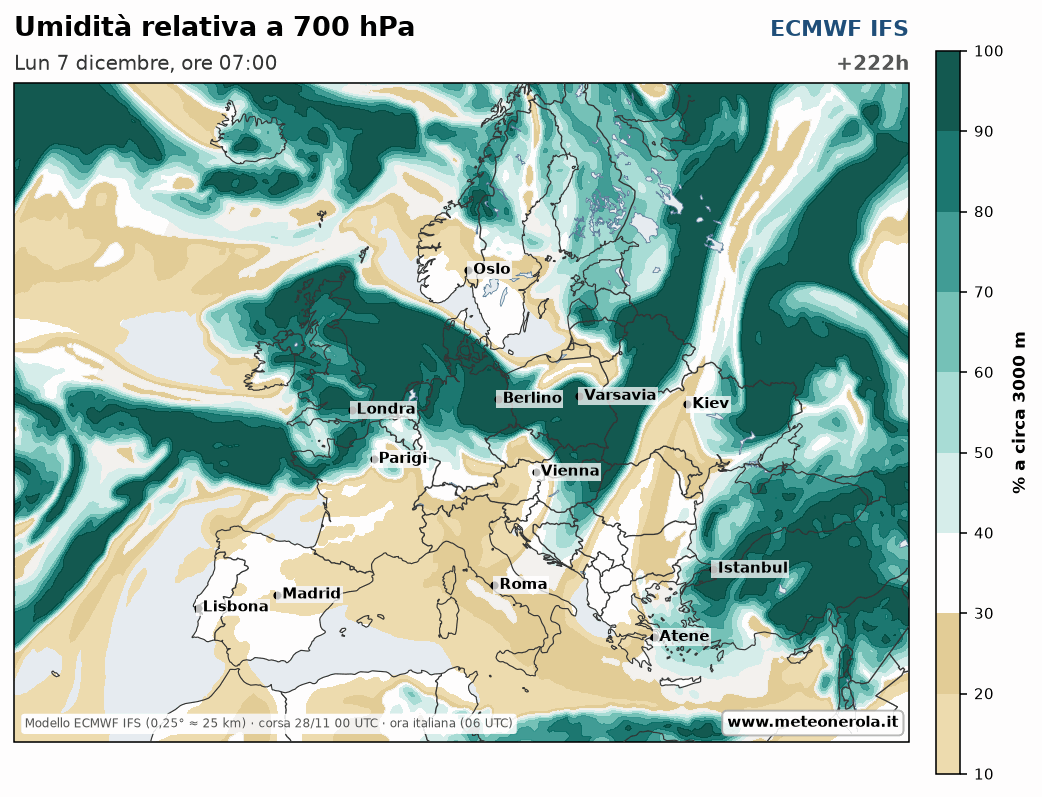 Umidità relativa a 700 hPa
ECMWF IFS
Lun 7 dicembre, ore 07:00
+222h
100
90
80
70
60
50
40
30
20
10
% a circa 3000 m
Oslo
Berlino
Varsavia
Kiev
Londra
Parigi
Vienna
Istanbul
Roma
Madrid
Lisbona
Atene
Modello ECMWF IFS (0,25° ≈ 25 km) · corsa 28/11 00 UTC · ora italiana (06 UTC)
www.meteonerola.it